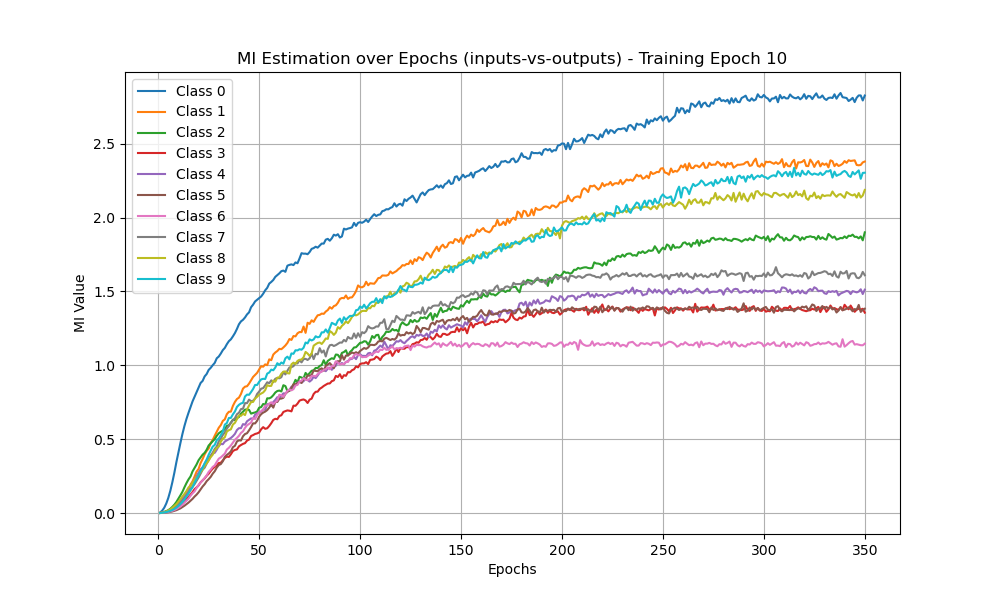 MI Estimation over Epochs (inputs-vs-outputs) - Training Epoch 10
Class 0
Class 1
Class 2
Class 3
Class 4
Class 5
Class 6
Class 7
Class 8
Class 9
MI Value
2.5
2.0
1.5
1.0
0.5
0.0
0 50 100 150 200 250 300 350
Epochs